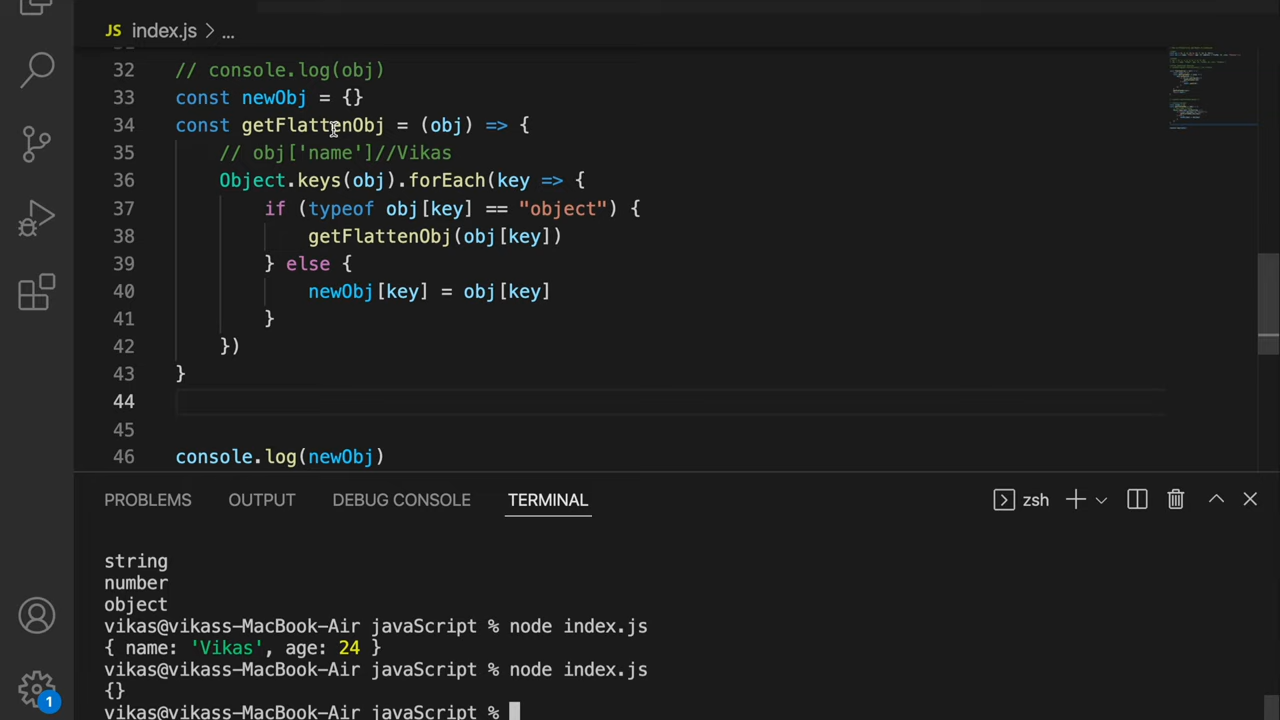 JS index.js > ...
32 // console.log(obj)
33 const newObj = {}
34 const getFlattenObj = (obj) => {
35 // obj['name']//Vikas
36 Object.keys(obj).forEach(key => {
37 if (typeof obj[key] == "object") {
38 getFlattenObj(obj[key])
39 } else {
40 newObj[key] = obj[key]
41 }
42 })
43 }
44
45
46 console.log(newObj)
PROBLEMS OUTPUT DEBUG CONSOLE TERMINAL zsh
string
number
object
vikas@vikass-MacBook-Air javaScript % node index.js
{ name: 'Vikas', age: 24 }
vikas@vikass-MacBook-Air javaScript % node index.js
{}
vikas@vikass-MacBook-Air javaScript %
1